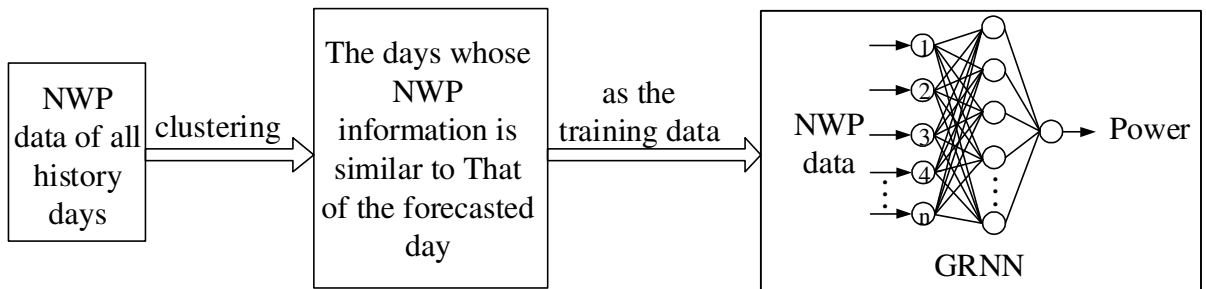 NWP
data of all
history
days
clustering
The days whose
NWP
information is
similar to That
of the forecasted
day
as the
training data
NWP
data
1
2
3
4
n
Power
GRNN